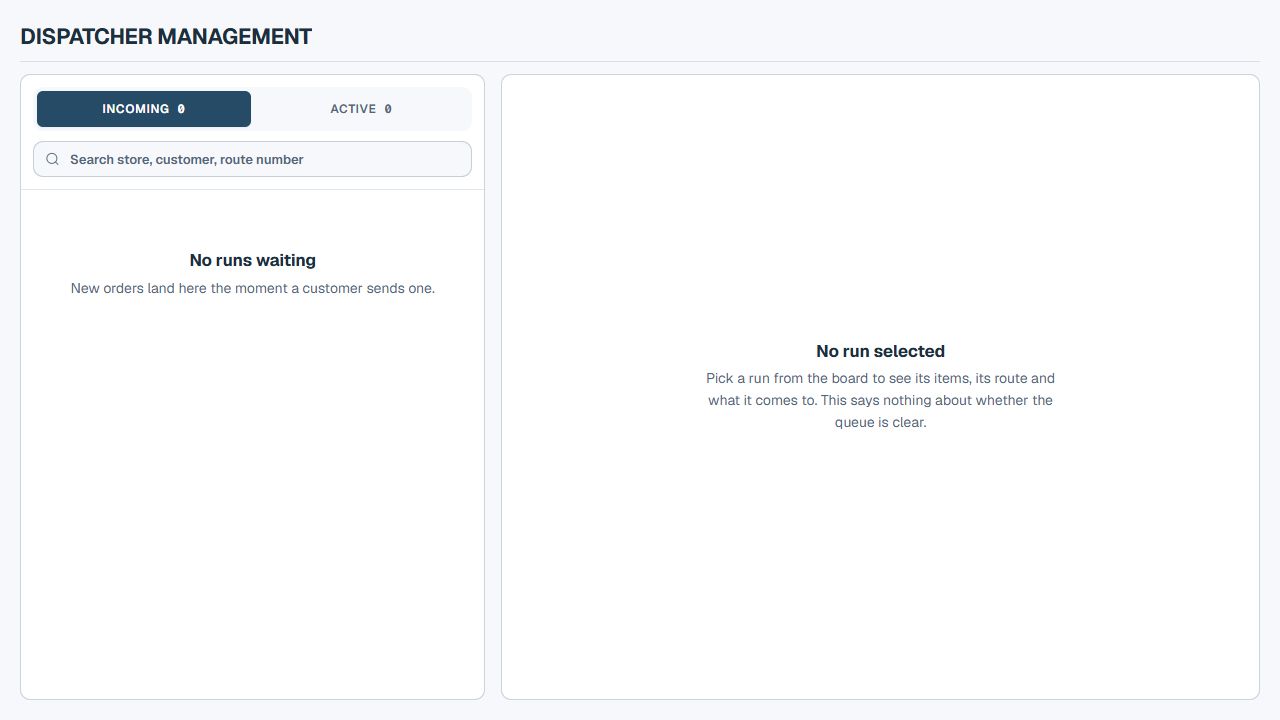 DISPATCHER MANAGEMENT
INCOMING 0
ACTIVE 0
Search store, customer, route number
No runs waiting
New orders land here the moment a customer sends one.
No run selected
Pick a run from the board to see its items, its route and
what it comes to. This says nothing about whether the
queue is clear.